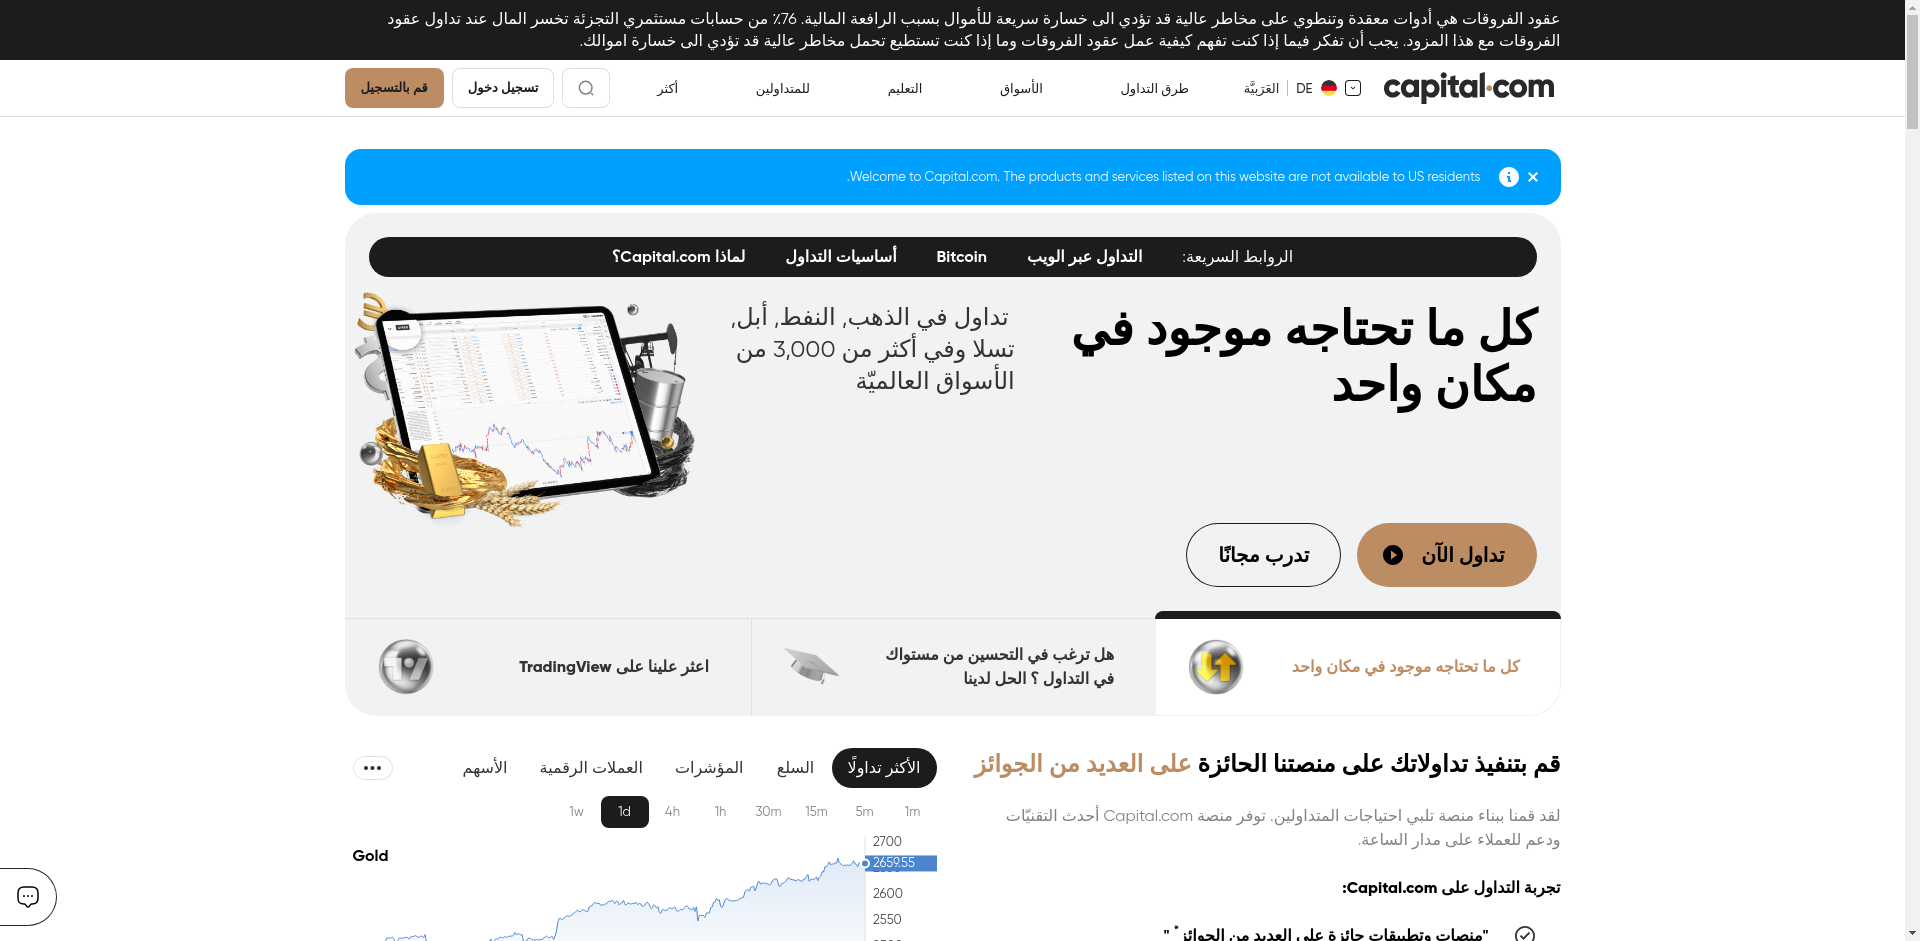 عقود الفروقات هي أدوات معقدة وتنطوي على مخاطر عالية قد تؤدي الى خسارة سريعة للأموال بسبب الرافعة المالية. 76٪ من حسابات مستثمري التجزئة تخسر المال عند تداول عقود
الفروقات مع هذا المزود. يجب أن تفكر فيما إذا كنت تفهم كيفية عمل عقود الفروقات وما إذا كنت تستطيع تحمل مخاطر عالية قد تؤدي الى خسارة اموالك.
capital.com
DE
العَرَبيَّة
طرق التداول
الأسواق
التعليم
للمتداولين
أكثر
تسجيل دخول
قم بالتسجيل
.Welcome to Capital.com. The products and services listed on this website are not available to US residents
الروابط السريعة:
التداول عبر الويب
Bitcoin
أساسيات التداول
لماذا Capital.com؟
كل ما تحتاجه موجود في
مكان واحد
تداول في الذهب, النفط, أبل,
تسلا وفي أكثر من 3,000 من
الأسواق العالميّة
تداول الآن
تدرب مجانًا
كل ما تحتاجه موجود في مكان واحد
هل ترغب في التحسين من مستواك
في التداول ؟ الحل لدينا
اعثر علينا على TradingView
قم بتنفيذ تداولاتك على منصتنا الحائزة على العديد من الجوائز
لقد قمنا ببناء منصة تلبي احتياجات المتداولين. توفر منصة Capital.com أحدث التقنيّات
ودعم للعملاء على مدار الساعة.
تجربة التداول على Capital.com:
"منصات وتطبيقات حائزة على العديد من الجوائز* "
الأكثر تداولًا
السلع
المؤشرات
العملات الرقمية
الأسهم
1m
5m
15m
30m
1h
4h
1d
1w
Gold
2700
2659.55
2600
2550